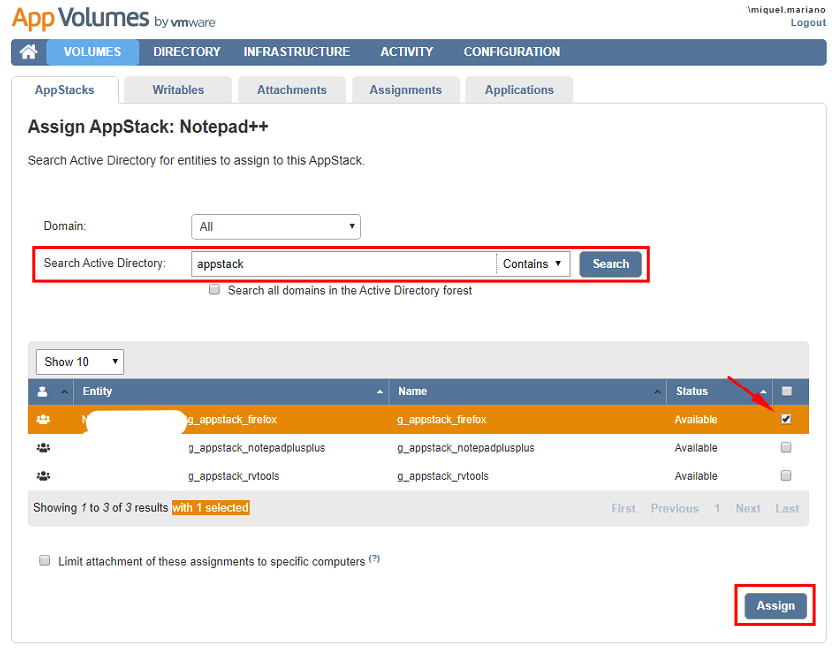 App Volumes by vmware
\miquel.mariano
Logout
VOLUMES DIRECTORY INFRASTRUCTURE ACTIVITY CONFIGURATION
AppStacks Writables Attachments Assignments Applications
Assign AppStack: Notepad++
Search Active Directory for entities to assign to this AppStack.
Domain: All
Search Active Directory: appstack Contains Search
Search all domains in the Active Directory forest
Show 10
Entity Name Status
g_appstack_firefox g_appstack_firefox Available
g_appstack_notepadplusplus g_appstack_notepadplusplus Available
g_appstack_rvtools g_appstack_rvtools Available
Showing 1 to 3 of 3 results with 1 selected First Previous 1 Next Last
Limit attachment of these assignments to specific computers (?)
Assign